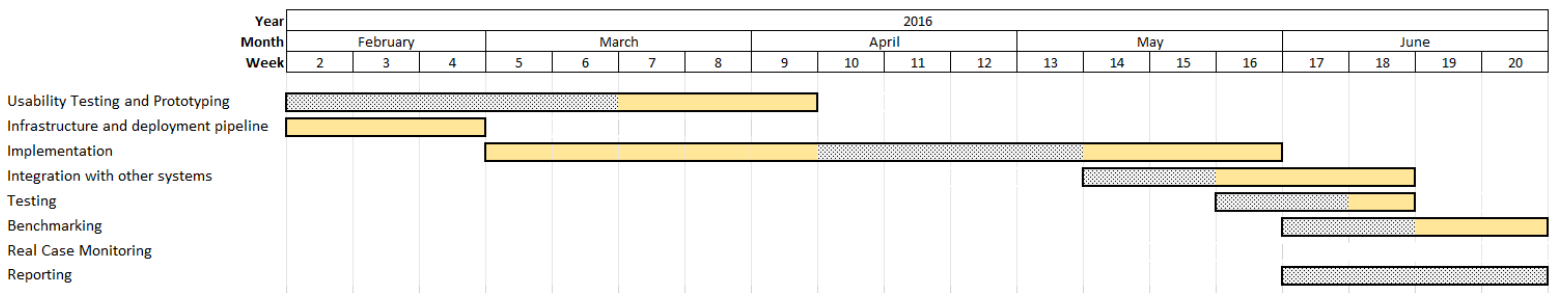 Year 2016
Month February March April May June
Week 2 3 4 5 6 7 8 9 10 11 12 13 14 15 16 17 18 19 20
Usability Testing and Prototyping
Infrastructure and deployment pipeline
Implementation
Integration with other systems
Testing
Benchmarking
Real Case Monitoring
Reporting